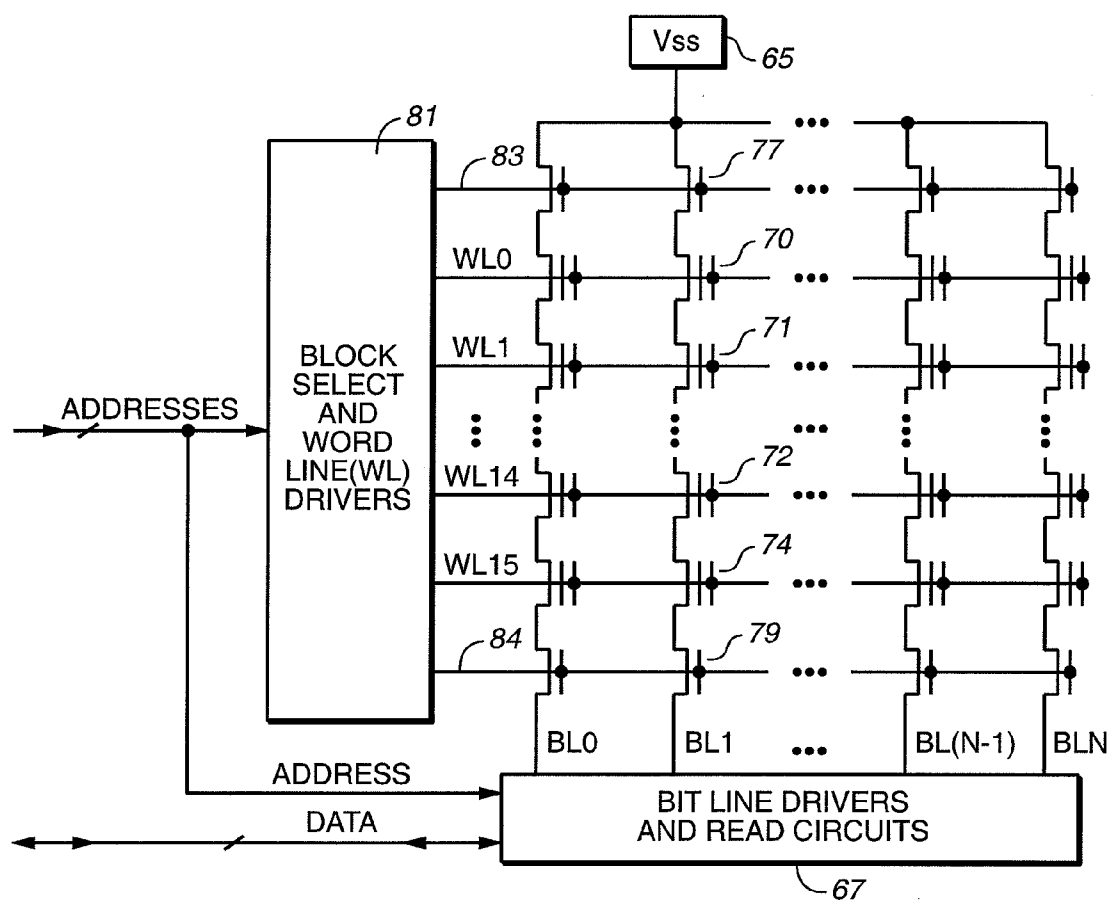 Vss
65
81
83
77
WL0
70
WL1
71
BLOCK
SELECT
AND
WORD
LINE(WL)
DRIVERS
ADDRESSES
WL14
72
WL15
74
84
79
BL0
BL1
BL(N-1)
BLN
ADDRESS
BIT LINE DRIVERS
AND READ CIRCUITS
DATA
67